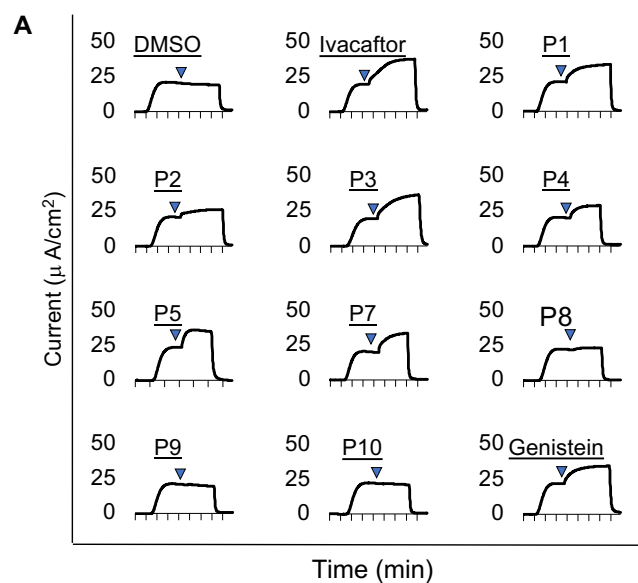 A
50 DMSO
25
0
50 Ivacaftor
25
0
50 P1
25
0
50 P2
25
0
50 P3
25
0
50 P4
25
0
50 P5
25
0
50 P7
25
0
50 P8
25
0
50 P9
25
0
50 P10
25
0
50 Genistein
25
0
Current (μ A/cm²)
Time (min)